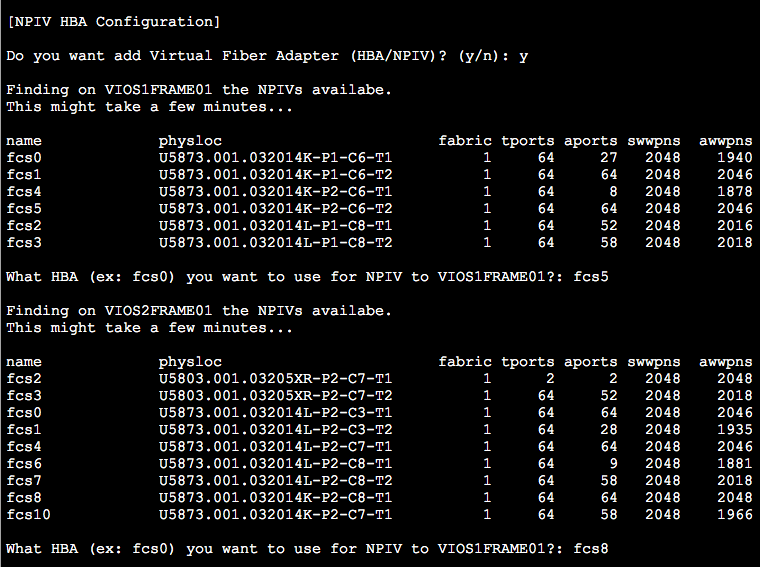 [NPIV HBA Configuration]
Do you want add Virtual Fiber Adapter (HBA/NPIV)? (y/n): y
Finding on VIOS1FRAME01 the NPIVs availabe.
This might take a few minutes...
name physloc fabric tports aports swwpns awwpns
fcs0 U5873.001.032014K-P1-C6-T1 1 64 27 2048 1940
fcs1 U5873.001.032014K-P1-C6-T2 1 64 64 2048 2046
fcs4 U5873.001.032014K-P2-C6-T1 1 64 8 2048 1878
fcs5 U5873.001.032014K-P2-C6-T2 1 64 64 2048 2046
fcs2 U5873.001.032014L-P1-C8-T1 1 64 52 2048 2016
fcs3 U5873.001.032014L-P1-C8-T2 1 64 58 2048 2018
What HBA (ex: fcs0) you want to use for NPIV to VIOS1FRAME01?: fcs5
Finding on VIOS2FRAME01 the NPIVs availabe.
This might take a few minutes...
name physloc fabric tports aports swwpns awwpns
fcs2 U5803.001.03205XR-P2-C7-T1 1 2 2 2048 2048
fcs3 U5803.001.03205XR-P2-C7-T2 1 64 52 2048 2018
fcs0 U5873.001.032014L-P2-C3-T1 1 64 64 2048 2046
fcs1 U5873.001.032014L-P2-C3-T2 1 64 28 2048 1935
fcs4 U5873.001.032014L-P2-C7-T1 1 64 64 2048 2046
fcs6 U5873.001.032014L-P2-C8-T1 1 64 9 2048 1881
fcs7 U5873.001.032014L-P2-C8-T2 1 64 58 2048 2018
fcs8 U5873.001.032014K-P2-C8-T1 1 64 64 2048 2048
fcs10 U5873.001.032014K-P2-C7-T1 1 64 58 2048 1966
What HBA (ex: fcs0) you want to use for NPIV to VIOS1FRAME01?: fcs8